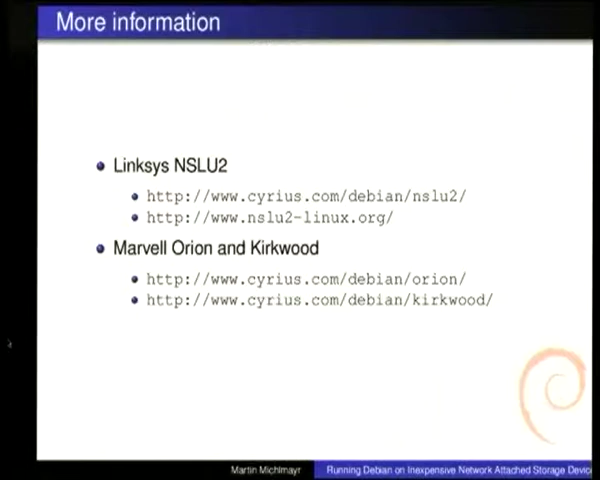 More information
Linksys NSLU2
http://www.cyrius.com/debian/nslu2/
http://www.nslu2-linux.org/
Marvell Orion and Kirkwood
http://www.cyrius.com/debian/orion/
http://www.cyrius.com/debian/kirkwood/
Martin Michlmayr
Running Debian on Inexpensive Network Attached Storage Devic